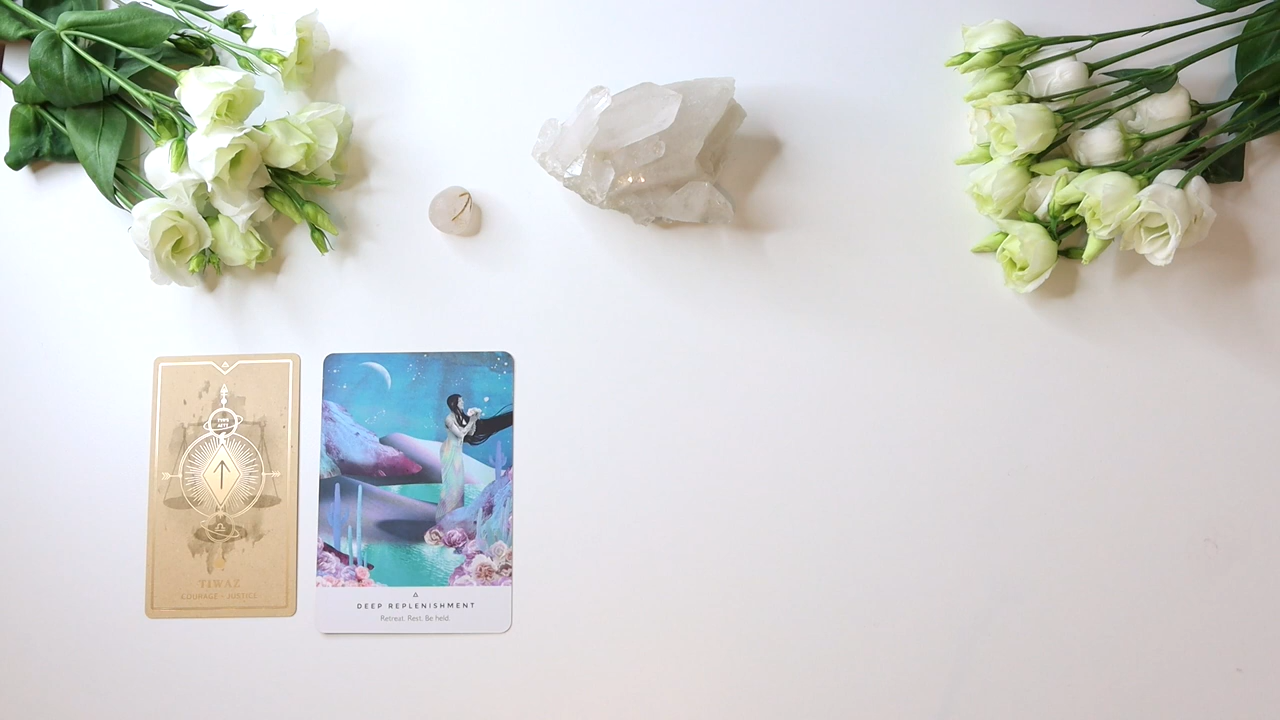 TIWAZ
COURAGE - JUSTICE
DEEP REPLENISHMENT
Retreat. Rest. Be held.